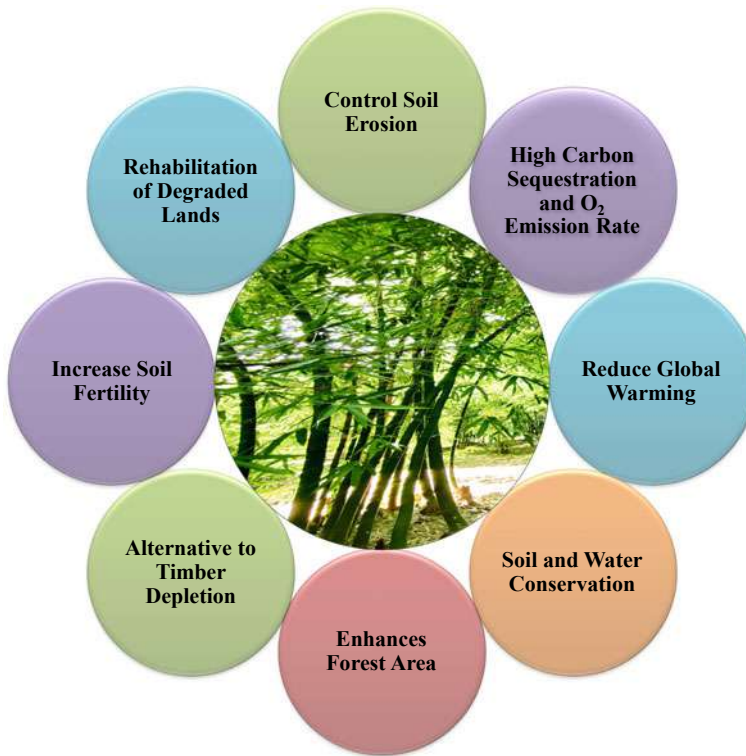 Control Soil
Erosion
High Carbon
Sequestration
and O₂
Emission Rate
Reduce Global
Warming
Soil and Water
Conservation
Enhances
Forest Area
Alternative to
Timber
Depletion
Increase Soil
Fertility
Rehabilitation
of Degraded
Lands